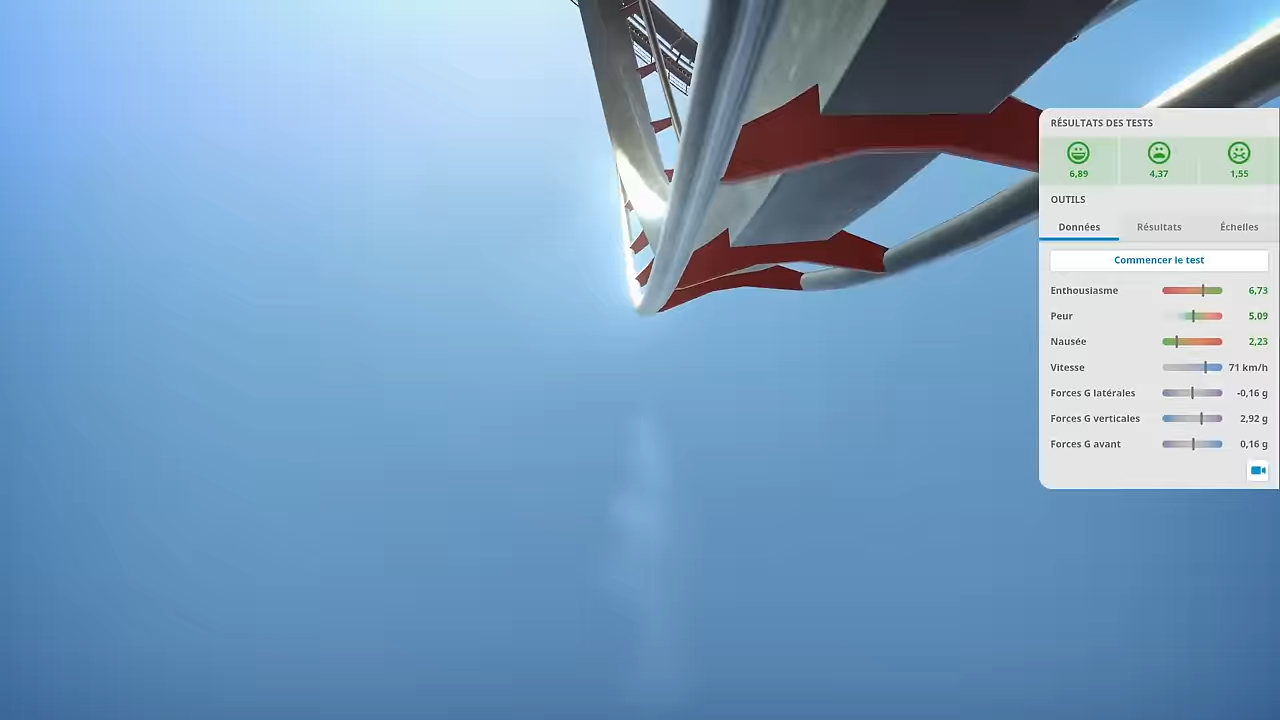 RÉSULTATS DES TESTS
6,89 4,37 1,55
OUTILS
Données Résultats Échelles
Commencer le test
Enthousiasme 6,73
Peur 5,09
Nausée 2,23
Vitesse 71 km/h
Forces G latérales -0,16 g
Forces G verticales 2,92 g
Forces G avant 0,16 g